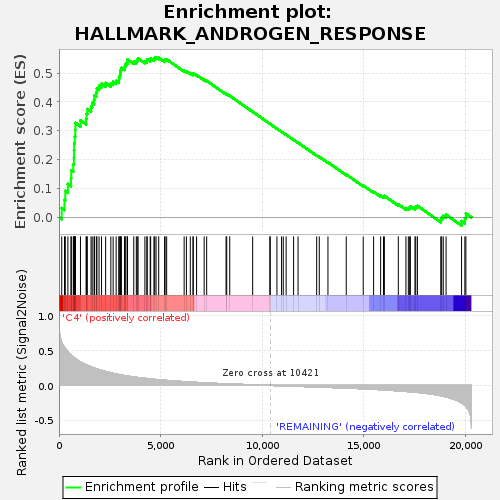 Enrichment plot:
HALLMARK_ANDROGEN_RESPONSE
Enrichment score (ES)
0.5
0.4
0.3
0.2
0.1
0.0
Ranked list metric (Signal2Noise)
1.0
0.5
0.0
-0.5
'C4' (positively correlated)
Zero cross at 10421
'REMAINING' (negatively correlated)
0
5,000
10,000
15,000
20,000
Rank in Ordered Dataset
Enrichment profile
Hits
Ranking metric scores